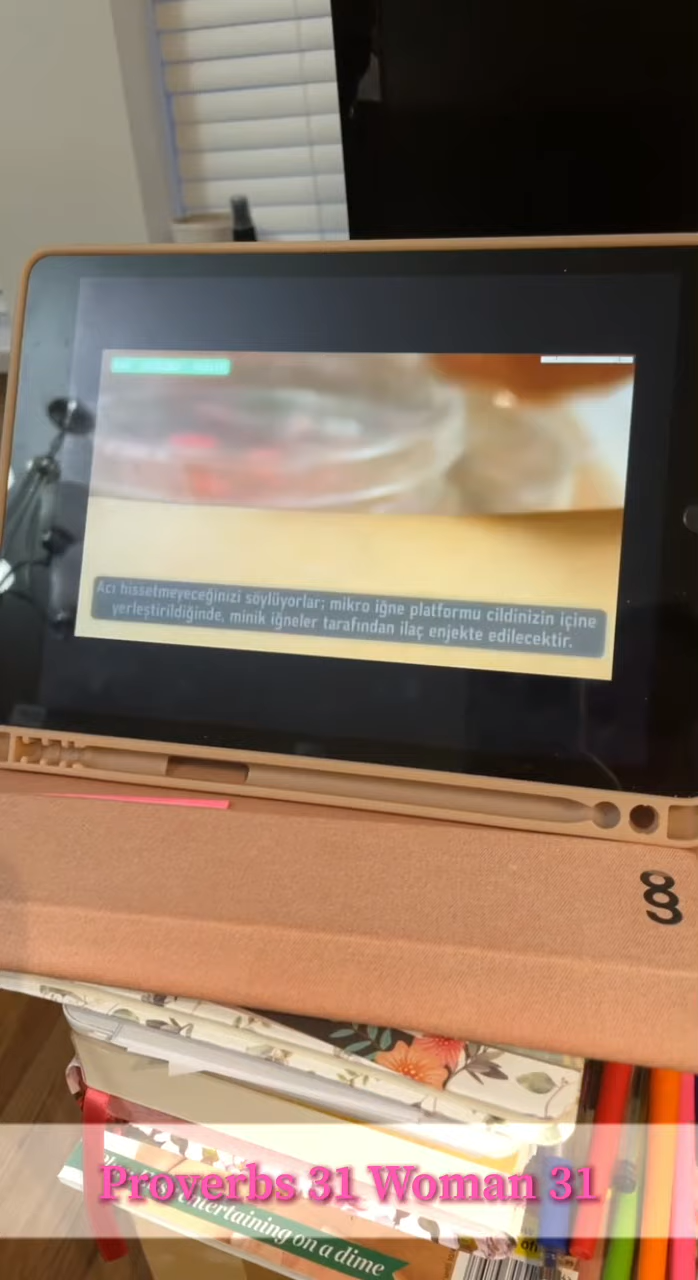 Acı hissetmeyeceğinizi söylüyorlar; mikro iğne platformu cildinizin içine
yerleştirildiğinde, minik iğneler tarafından ilaç enjekte edilecektir.
Proverbs 31 Woman 31
entertaining on a dime